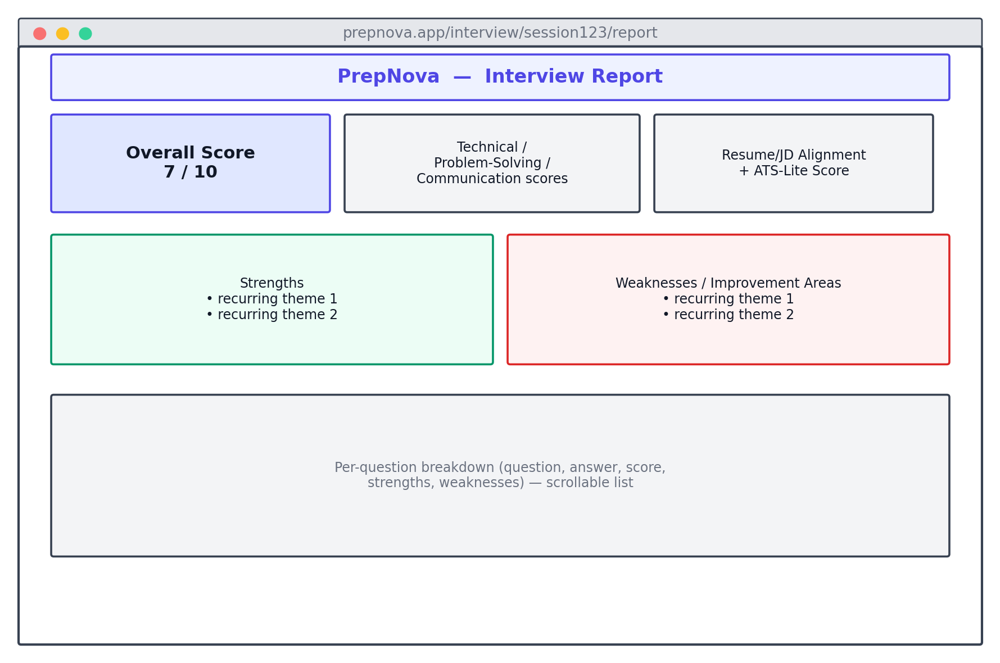 prepnova.app/interview/session123/report
PrepNova — Interview Report
Overall Score
7 / 10
Technical /
Problem-Solving /
Communication scores
Resume/JD Alignment
+ ATS-Lite Score
Strengths
• recurring theme 1
• recurring theme 2
Weaknesses / Improvement Areas
• recurring theme 1
• recurring theme 2
Per-question breakdown (question, answer, score,
strengths, weaknesses) — scrollable list